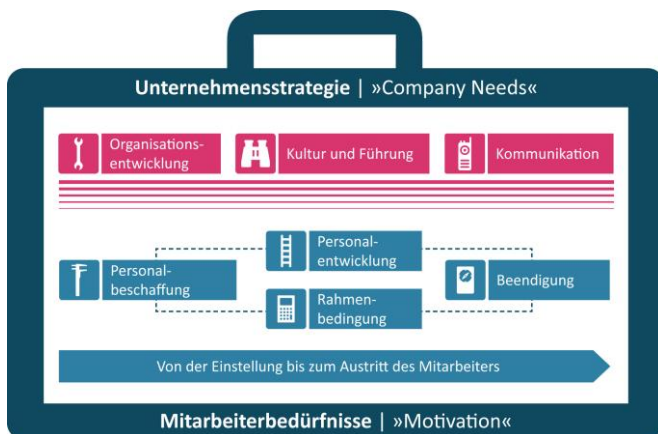 Unternehmensstrategie | »Company Needs«
Organisations-
entwicklung
Kultur und Führung
Kommunikation
Personal-
beschaffung
Personal-
entwicklung
Rahmen-
bedingung
Beendigung
Von der Einstellung bis zum Austritt des Mitarbeiters
Mitarbeiterbedürfnisse | »Motivation«